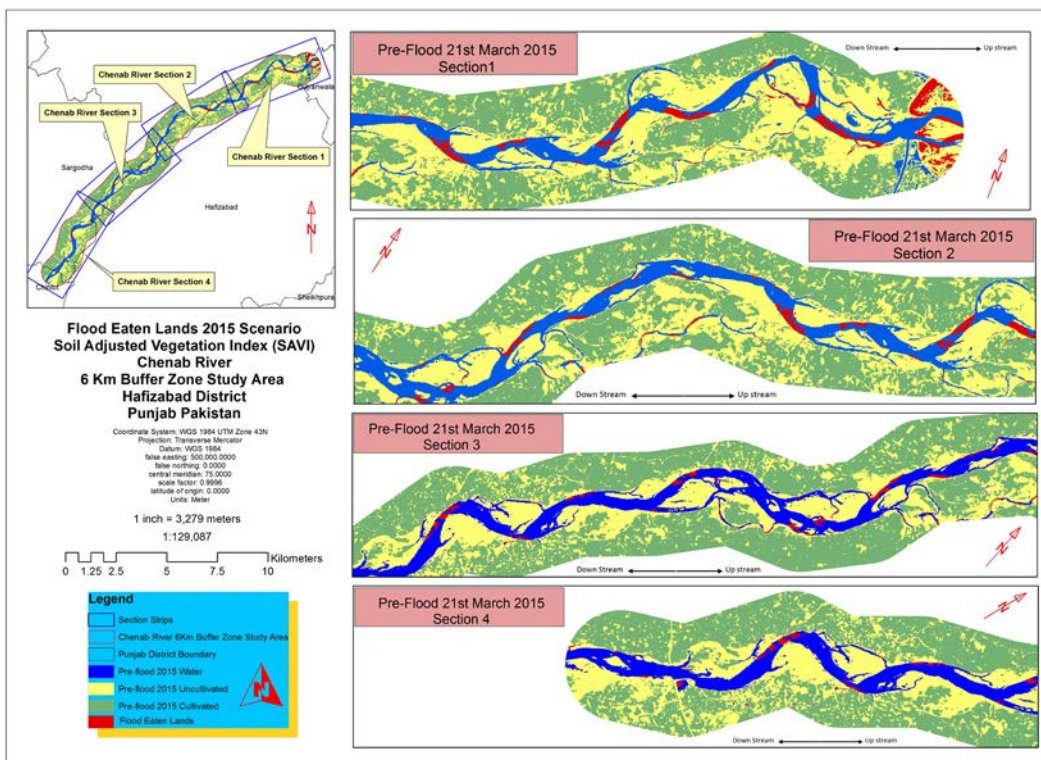 Chenab River Section 2
Chenab River Section 3
Chenab River Section 1
Chenab River Section 4
Gujranwala
Sargodha
Hafizabad
Chiniot
Sheikhpura
N
Flood Eaten Lands 2015 Scenario
Soil Adjusted Vegetation Index (SAVI)
Chenab River
6 Km Buffer Zone Study Area
Hafizabad District
Punjab Pakistan
Coordinate System: WGS 1984 UTM Zone 43N
Projection: Transverse Mercator
Datum: WGS 1984
false easting: 500,000.0000
false northing: 0.0000
central meridian: 75.0000
scale factor: 0.9996
latitude of origin: 0.0000
Units: Meter
1 inch = 3,279 meters
1:129,087
Kilometers
0 1.25 2.5 5 7.5 10
Legend
Section Strips
Chenab River 6Km Buffer Zone Study Area
Punjab District Boundary
Pre-flood 2015 Water
Pre-flood 2015 Uncultivated
Pre-flood 2015 Cultivated
Flood Eaten Lands
N
Pre-Flood 21st March 2015
Section1
Down Stream Up stream
N
Pre-Flood 21st March 2015
Section 2
Down Stream Up stream
N
Pre-Flood 21st March 2015
Section 3
Down Stream Up stream
N
Pre-Flood 21st March 2015
Section 4
Down Stream Up stream
N